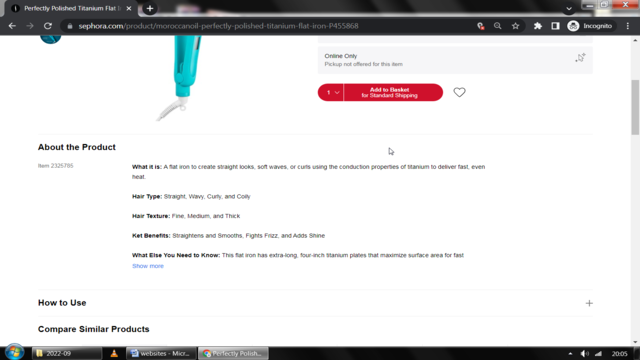 Perfectly Polished Titanium Flat I
sephora.com/product/moroccanoil-perfectly-polished-titanium-flat-iron-P455868
Incognito
Online Only
Pickup not offered for this item
1
Add to Basket
for Standard Shipping
About the Product
Item 2325785
What it is: A flat iron to create straight looks, soft waves, or curls using the conduction properties of titanium to deliver fast, even
heat.
Hair Type: Straight, Wavy, Curly, and Coily
Hair Texture: Fine, Medium, and Thick
Ket Benefits: Straightens and Smooths, Fights Frizz, and Adds Shine
What Else You Need to Know: This flat iron has extra-long, four-inch titanium plates that maximize surface area for fast
Show more
How to Use
Compare Similar Products
2022-09
websites - Micr...
Perfectly Polish...
20:05